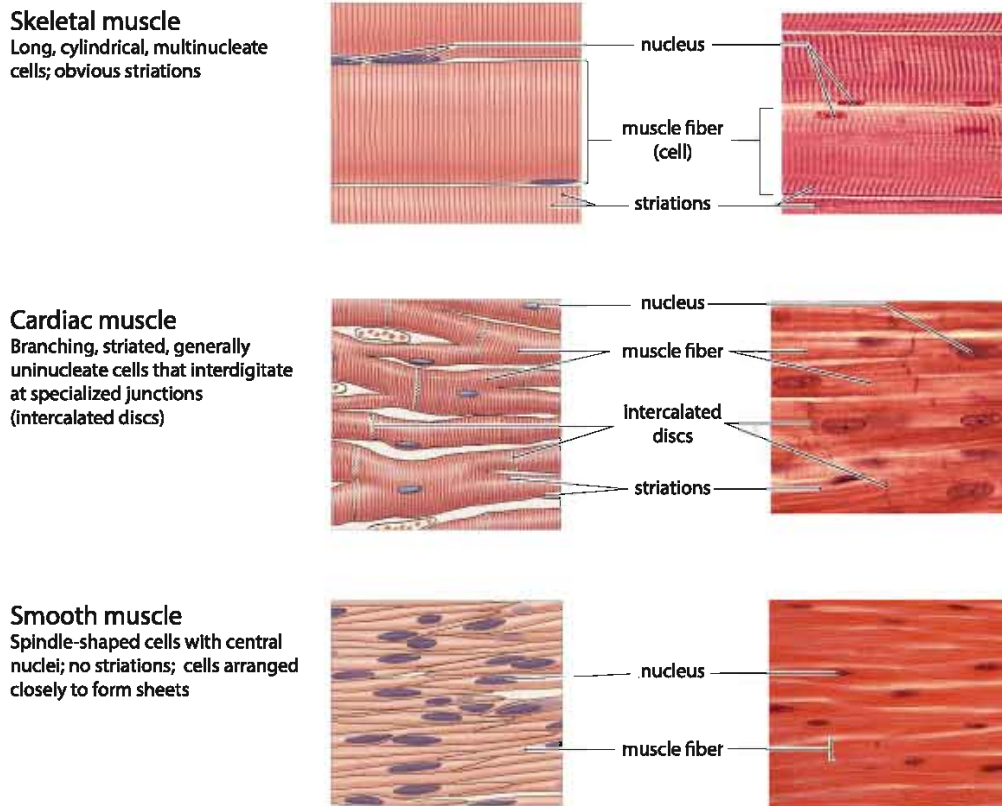 Skeletal muscle
Long, cylindrical, multinucleate
cells; obvious striations
nucleus
muscle fiber
(cell)
striations
Cardiac muscle
Branching, striated, generally
uninucleate cells that interdigitate
at specialized junctions
(intercalated discs)
nucleus
muscle fiber
intercalated
discs
striations
Smooth muscle
Spindle-shaped cells with central
nuclei; no striations; cells arranged
closely to form sheets
nucleus
muscle fiber